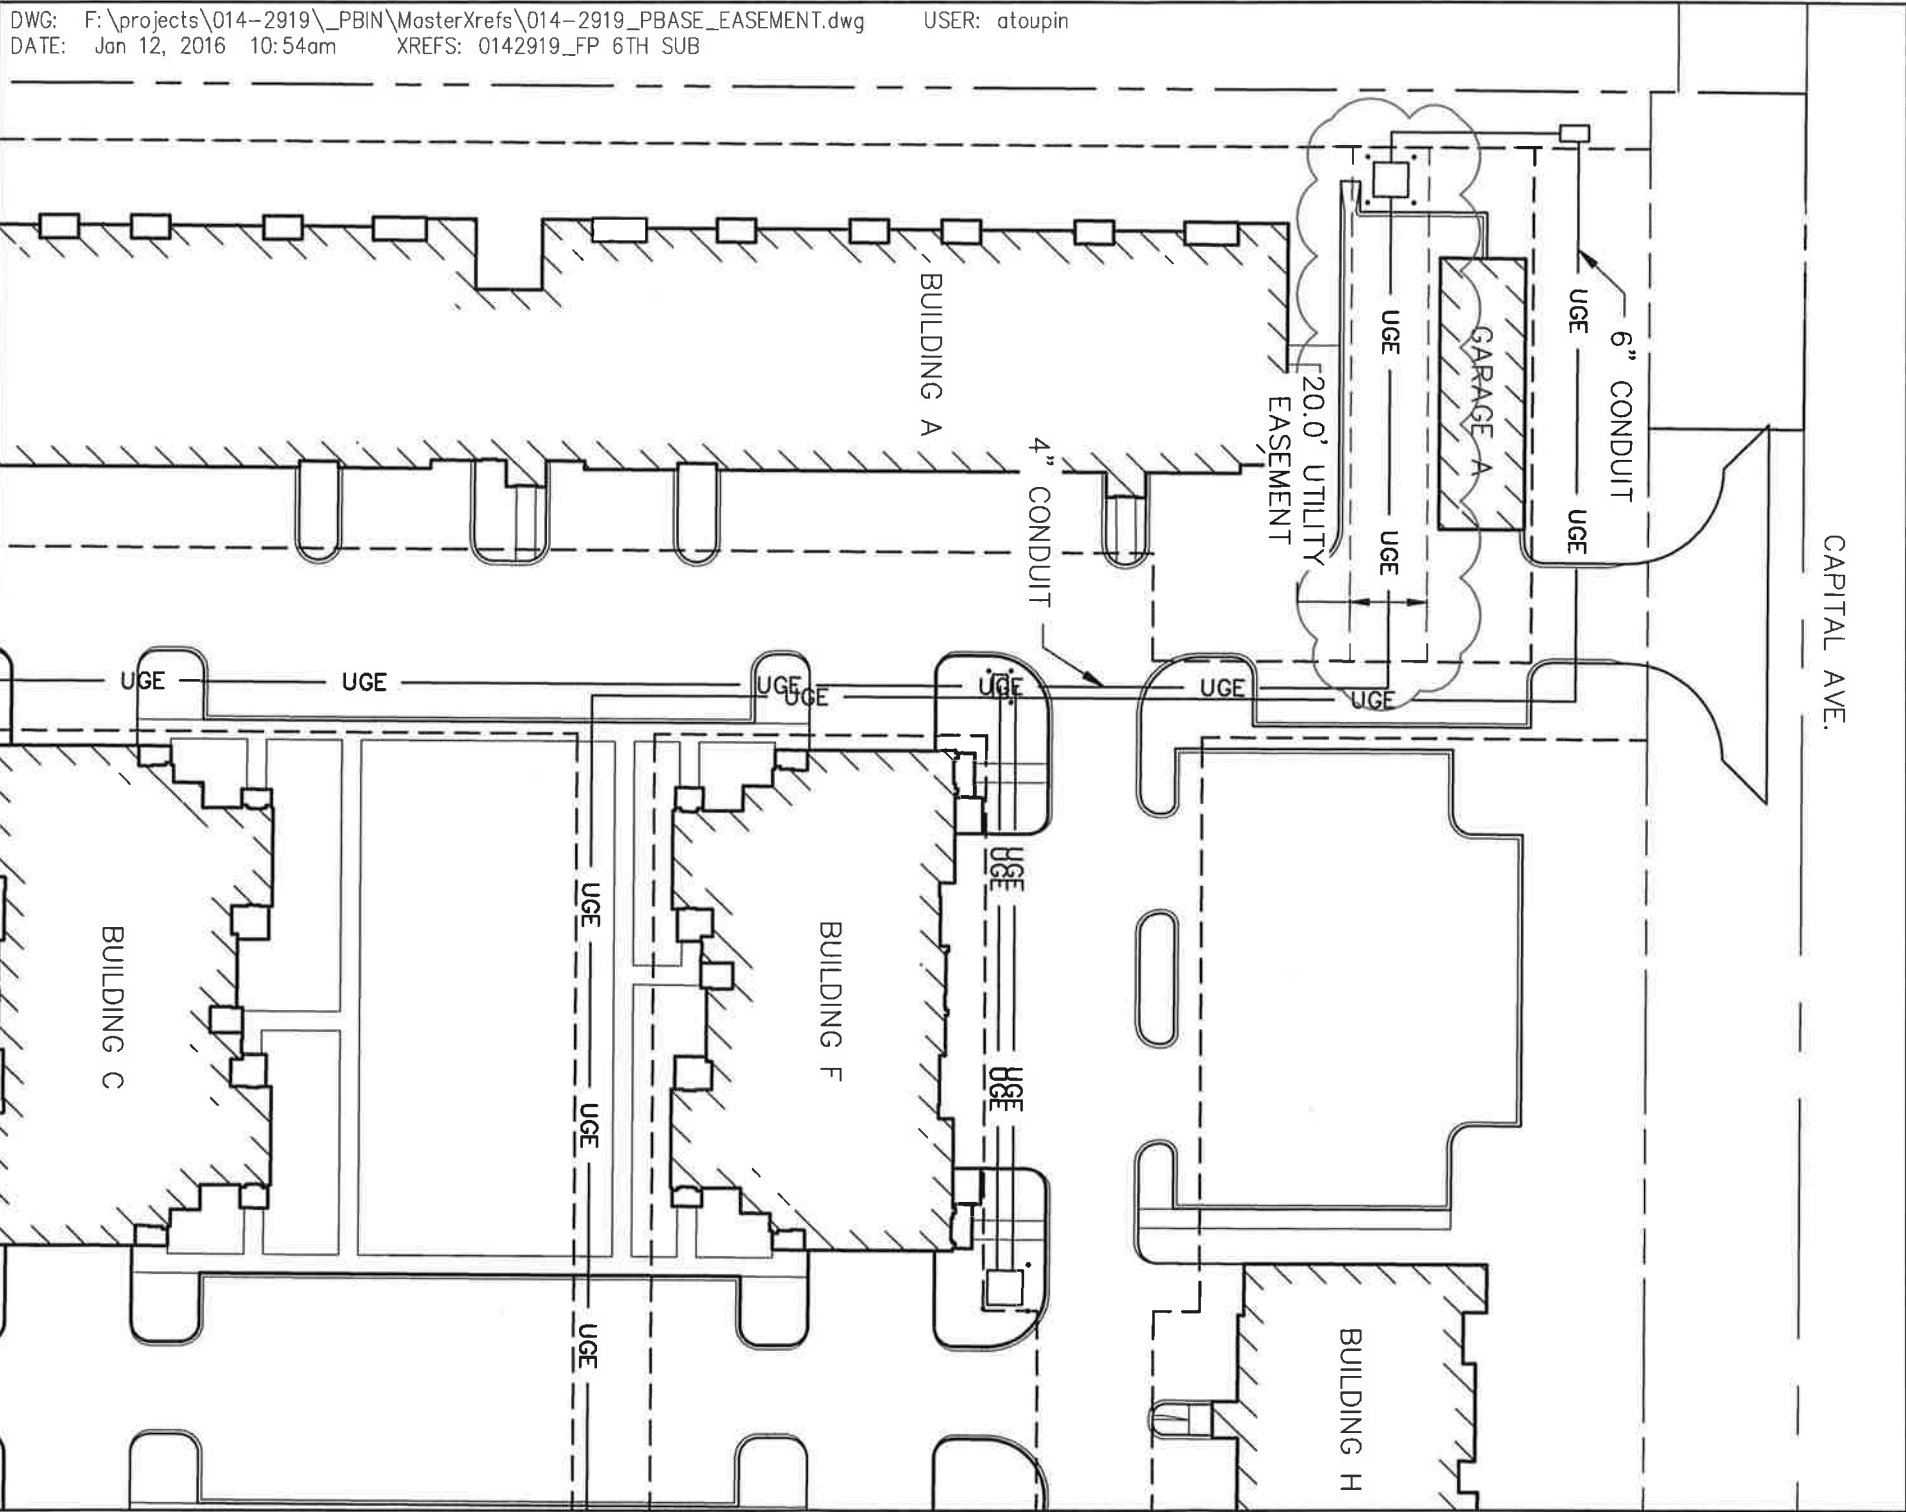 DWG: F:\projects\014-2919\_PBIN\MasterXrefs\014-2919_PBASE_EASEMENT.dwg USER: atoupin
DATE: Jan 12, 2016 10:54am XREFS: 0142919_FP 6TH SUB
CAPITAL AVE.
6" CONDUIT
UGE
UGE
GARAGE A
UGE
UGE
20.0' UTILITY
EASEMENT
BUILDING A
4" CONDUIT
UGE
UGE
UGE
UGE
UGE
UGE
UGE
UGE
UGE
UGE
UGE
UGE
UGE
UGE
BUILDING C
BUILDING F
BUILDING H